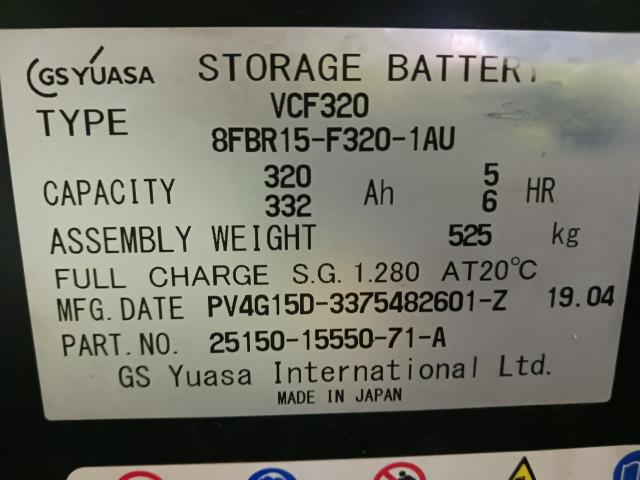 GS YUASA STORAGE BATTERY
TYPE VCF320
8FBR15-F320-1AU
CAPACITY 320 Ah 5 HR
332 6
ASSEMBLY WEIGHT 525 kg
FULL CHARGE S.G. 1.280 AT20℃
MFG. DATE PV4G15D-3375482601-Z 19.04
PART. NO. 25150-15550-71-A
GS Yuasa International Ltd.
MADE IN JAPAN